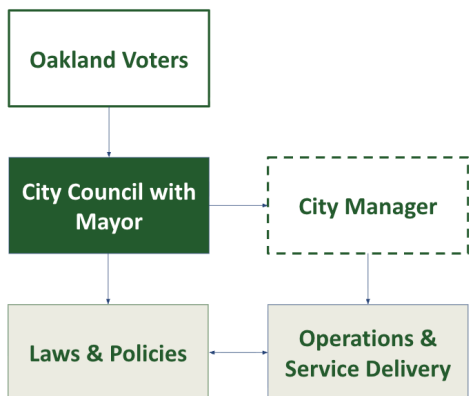 Oakland Voters
City Council with
Mayor
City Manager
Laws & Policies
Operations &
Service Delivery